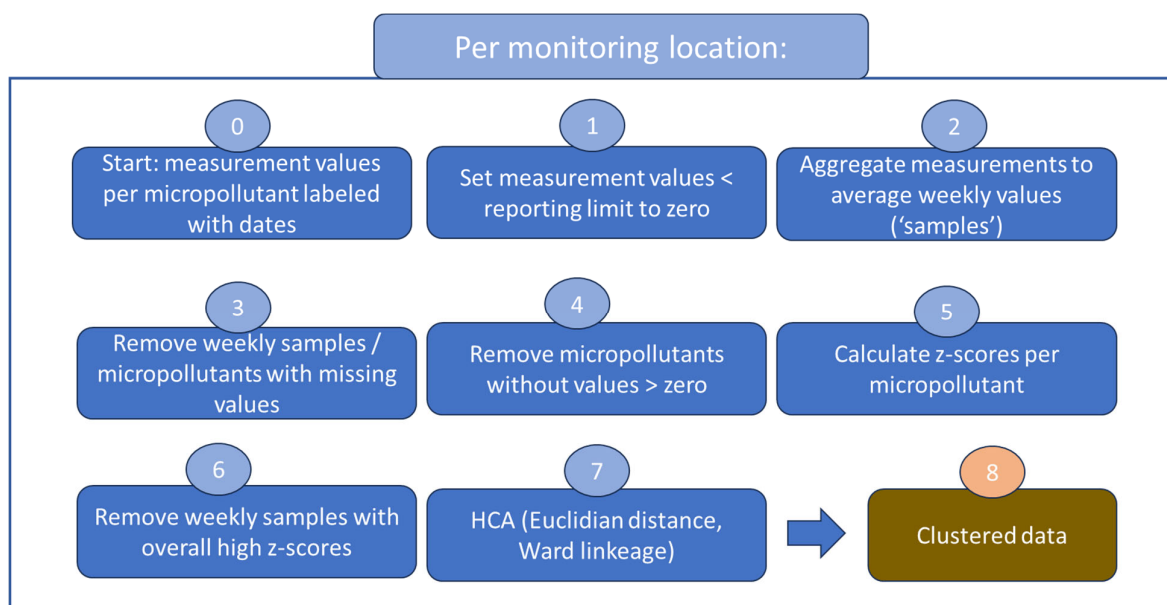 Per monitoring location:
0
Start: measurement values
per micropollutant labeled
with dates
1
Set measurement values <
reporting limit to zero
2
Aggregate measurements to
average weekly values
(‘samples’)
3
Remove weekly samples /
micropollutants with missing
values
4
Remove micropollutants
without values > zero
5
Calculate z-scores per
micropollutant
6
Remove weekly samples with
overall high z-scores
7
HCA (Euclidian distance,
Ward linkeage)
8
Clustered data